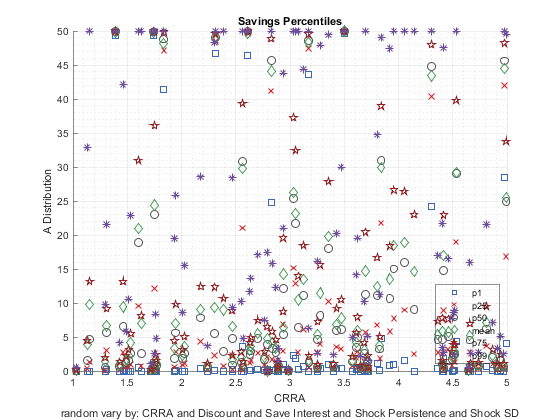 Savings Percentiles
50
45
40
35
30
25
20
15
10
5
0
A Distribution
p1
p25
p50
mean
p75
p99
1
1.5
2
2.5
3
3.5
4
4.5
5
CRRA
random vary by: CRRA and Discount and Save Interest and Shock Persistence and Shock SD